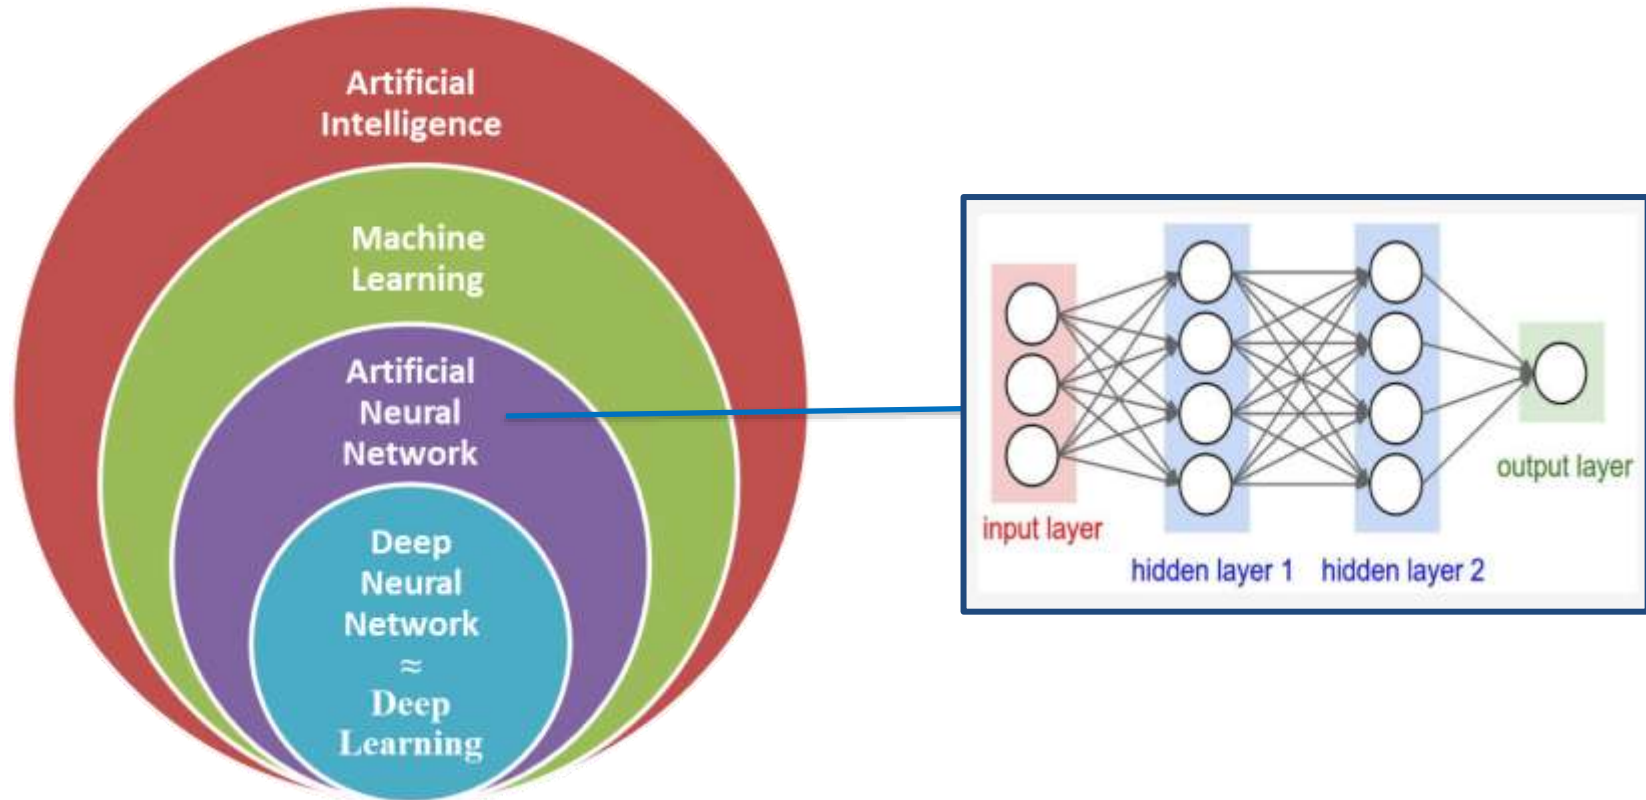 Artificial
Intelligence
Machine
Learning
Artificial
Neural
Network
Deep
Neural
Network
≈
Deep
Learning
input layer
hidden layer 1
hidden layer 2
output layer